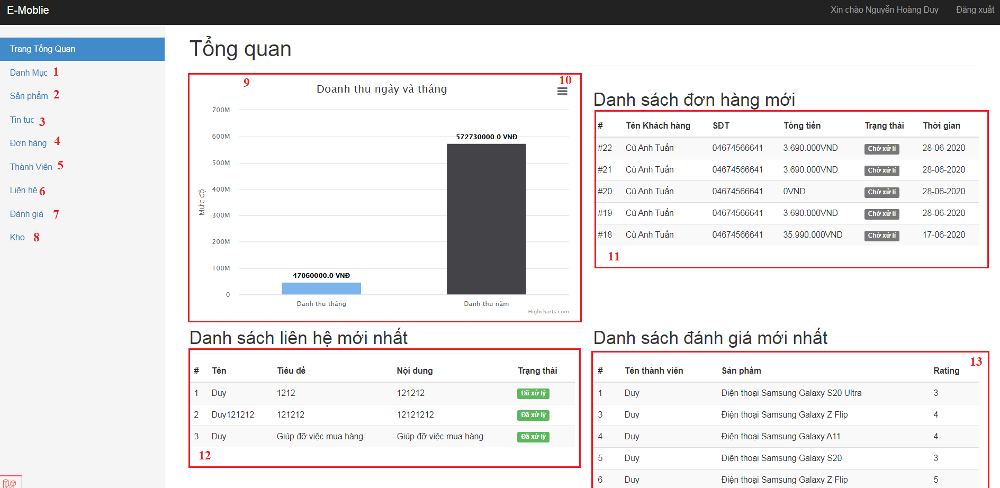 E-Moblie
Xin chào Nguyễn Hoàng Duy Đăng xuất
Trang Tổng Quan
Danh Mục 1
Sản phẩm 2
Tin tuc 3
Đơn hàng 4
Thành Viên 5
Liên hệ 6
Đánh giá 7
Kho 8
Tổng quan
9
10
Doanh thu ngày và tháng
700M
600M
500M
400M
300M
200M
100M
0
Mức độ
572730000.0 VNĐ
47060000.0 VNĐ
Danh thu tháng Danh thu năm
Highcharts.com
Danh sách đơn hàng mới
# Tên Khách hàng SĐT Tổng tiền Trạng thái Thời gian
#22 Cù Anh Tuấn 04674566641 3.690.000VND Chờ xử lí 28-06-2020
#21 Cù Anh Tuấn 04674566641 3.690.000VND Chờ xử lí 28-06-2020
#20 Cù Anh Tuấn 04674566641 0VND Chờ xử lí 28-06-2020
#19 Cù Anh Tuấn 04674566641 3.690.000VND Chờ xử lí 28-06-2020
#18 Cù Anh Tuấn 04674566641 35.990.000VND Chờ xử lí 17-06-2020
11
Danh sách liên hệ mới nhất
# Tên Tiêu đề Nội dung Trạng thái
1 Duy 1212 121212 Đã xử lý
2 Duy121212 121212 12121212 Đã xử lý
3 Duy Giúp đỡ việc mua hàng Giúp đỡ việc mua hàng Đã xử lý
12
Danh sách đánh giá mới nhất
13
# Tên thành viên Sản phẩm Rating
1 Duy Điện thoại Samsung Galaxy S20 Ultra 3
3 Duy Điện thoại Samsung Galaxy Z Flip 4
4 Duy Điện thoại Samsung Galaxy A11 4
5 Duy Điện thoại Samsung Galaxy S20 3
6 Duy Điện thoại Samsung Galaxy Z Flip 5